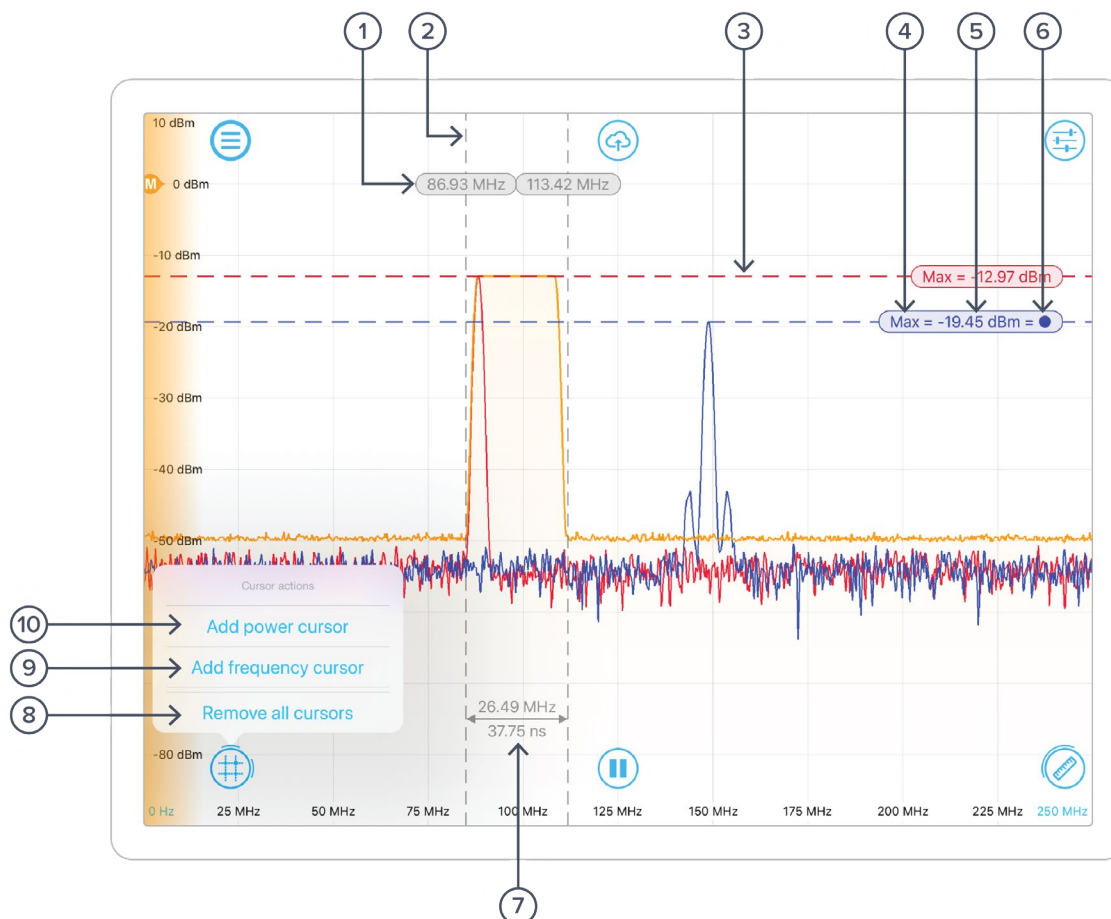 1 2 3 4 5 6
10 dBm
86.93 MHz 113.42 MHz
M 0 dBm
-10 dBm
Max = -12.97 dBm
-20 dBm
Max = -19.45 dBm =
-30 dBm
-40 dBm
-50 dBm
Cursor actions
10 Add power cursor
9 Add frequency cursor
8 Remove all cursors
26.49 MHz
37.75 ns
-80 dBm
0 Hz 25 MHz 50 MHz 75 MHz 100 MHz 125 MHz 150 MHz 175 MHz 200 MHz 225 MHz 250 MHz
7